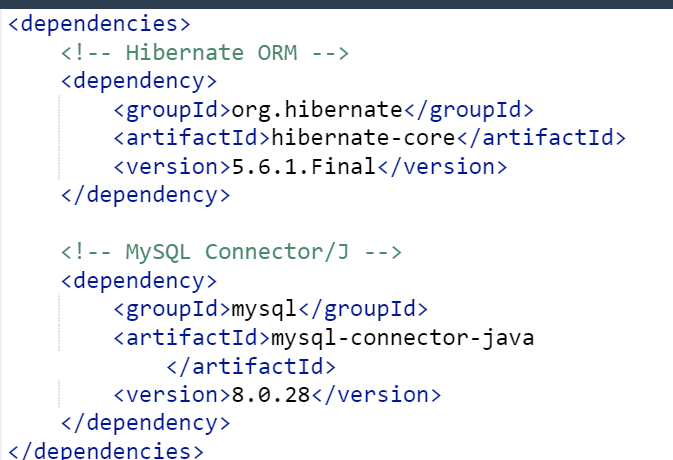 <dependencies>
<!-- Hibernate ORM -->
<dependency>
<groupId>org.hibernate</groupId>
<artifactId>hibernate-core</artifactId>
<version>5.6.1.Final</version>
</dependency>
<!-- MySQL Connector/J -->
<dependency>
<groupId>mysql</groupId>
<artifactId>mysql-connector-java
</artifactId>
<version>8.0.28</version>
</dependency>
</dependencies>